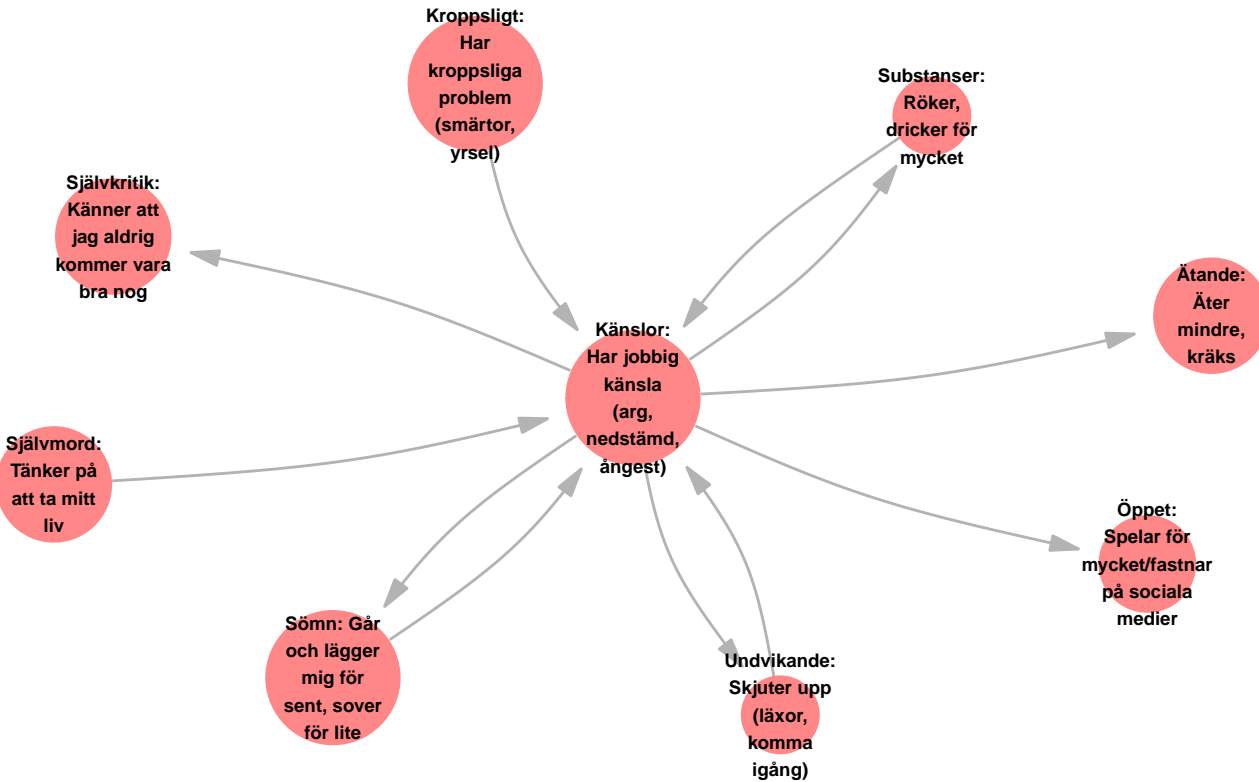 Kroppsligt:
Har
kroppsliga
problem
(smärtor,
yrsel)
Substanser:
Röker,
dricker för
mycket
Självkritik:
Känner att
jag aldrig
kommer vara
bra nog
Ätande:
Äter
mindre,
kräks
Känslor:
Har jobbig
känsla
(arg,
nedstämd,
ångest)
Självmord:
Tänker på
att ta mitt
liv
Öppet:
Spelar för
mycket/fastnar
på sociala
medier
Sömn: Går
och lägger
mig för
sent, sover
för lite
Undvikande:
Skjuter upp
(läxor,
komma
igång)